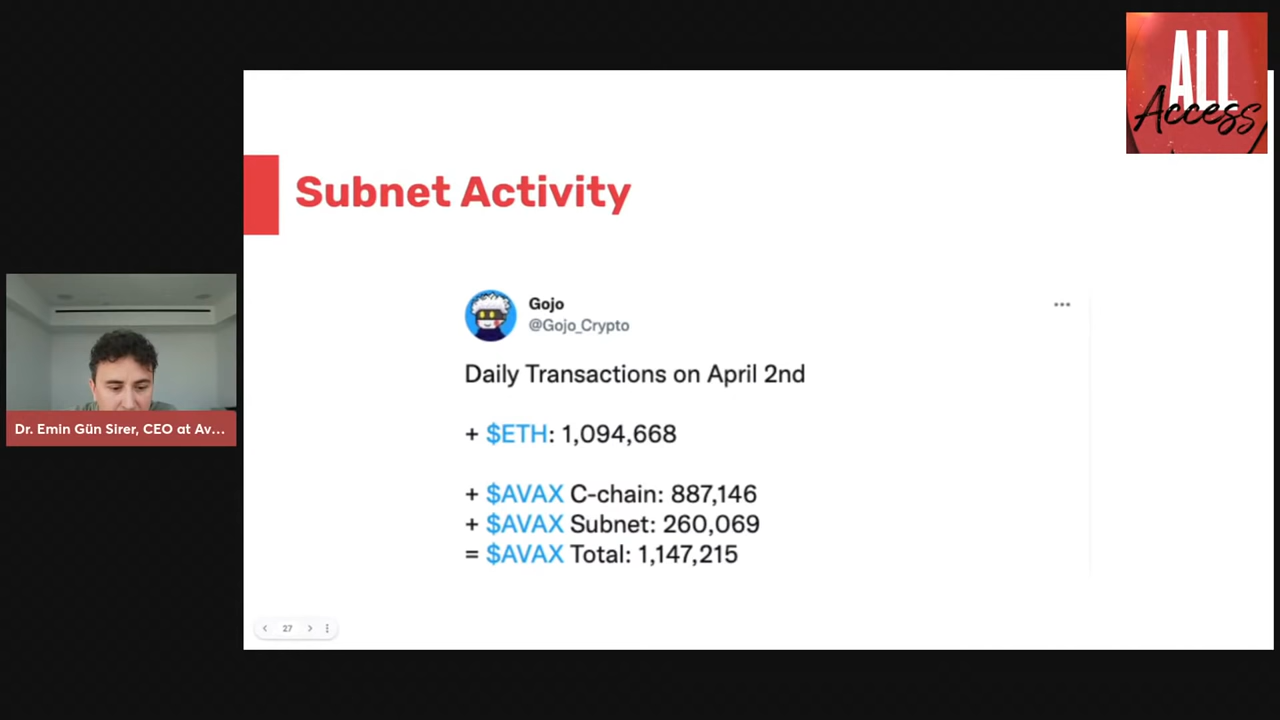 ALL
Access
Subnet Activity
Gojo
@Gojo_Crypto
Daily Transactions on April 2nd
+ $ETH: 1,094,668
+ $AVAX C-chain: 887,146
+ $AVAX Subnet: 260,069
= $AVAX Total: 1,147,215
Dr. Emin Gün Sirer, CEO at Av...
27